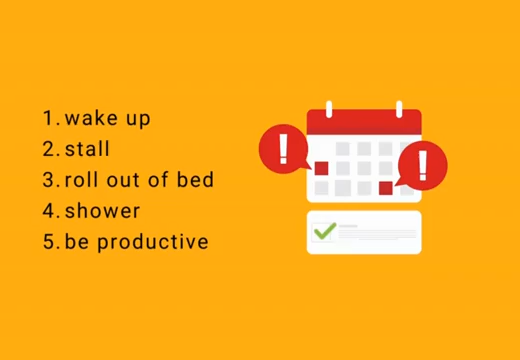 1. wake up
2. stall
3. roll out of bed
4. shower
5. be productive
! !